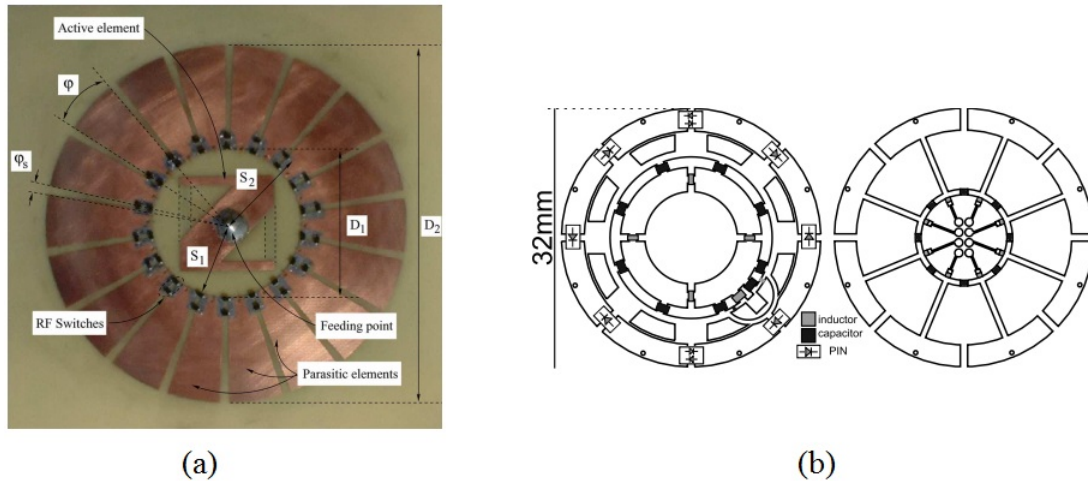 Active element
φ
φs
S2
S1
D1
D2
RF Switches
Feeding point
Parasitic elements
(a)
32mm
inductor
capacitor
PIN
(b)